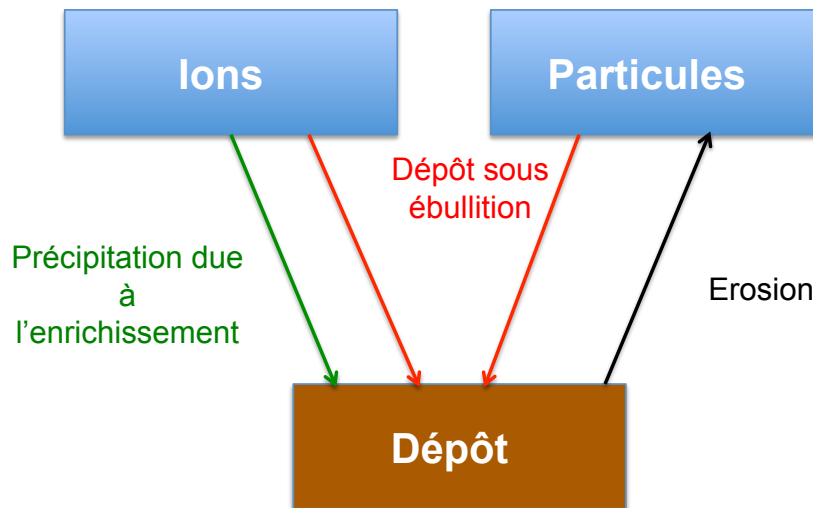 Ions
Particules
Dépôt sous
ébullition
Précipitation due
à
l'enrichissement
Erosion
Dépôt